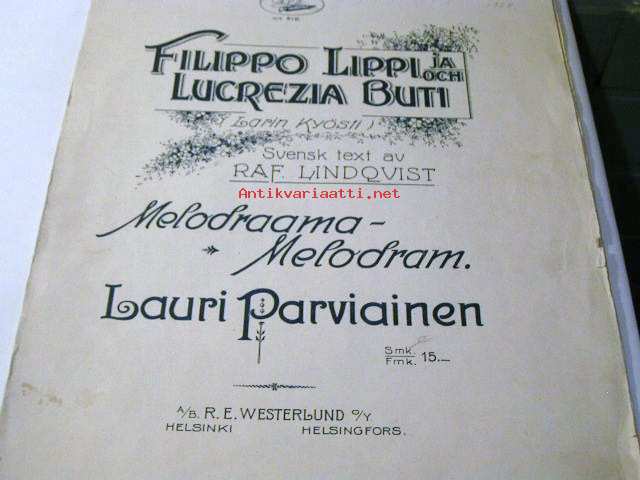 FILIPPO LIPPI JA OCH
LUCREZIA BUTI
(Larin Kyösti)
Svensk text av
RAF. LINDQVIST
Antikvariaatti.net
Melodraama –
Melodram.
Lauri Parviainen
Smk.
Fmk. 15.—
A/B. R. E. WESTERLUND O/Y.
HELSINKI HELSINGFORS.